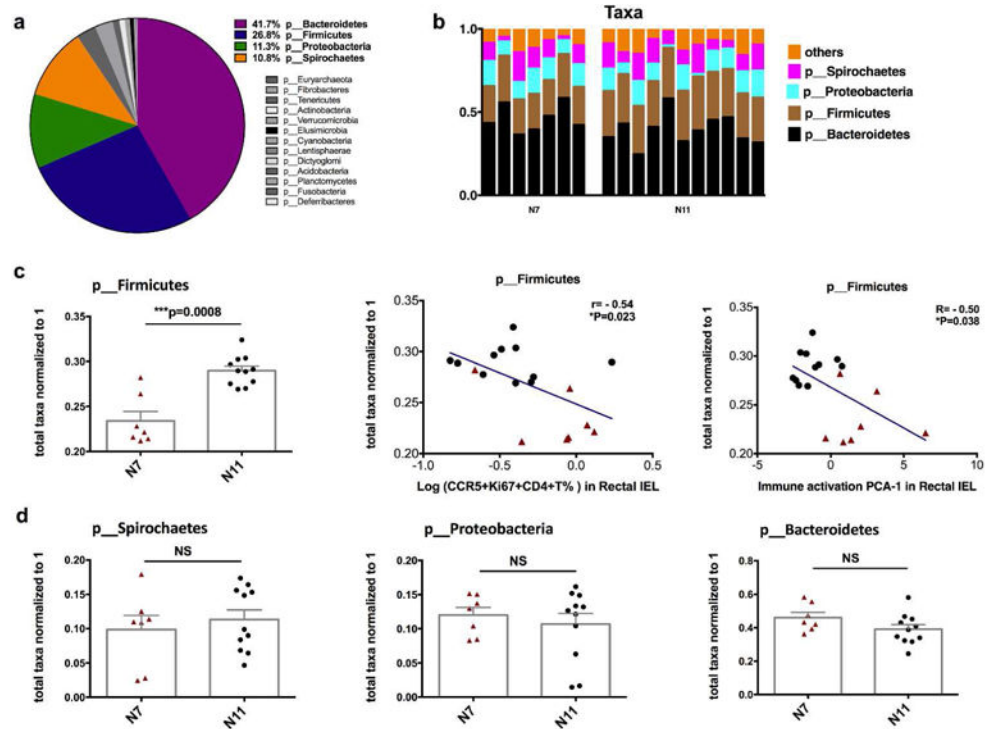 a
41.7% p__Bacteroidetes
26.8% p__Firmicutes
11.3% p__Proteobacteria
10.8% p__Spirochaetes
p__Euryarchaeota
p__Fibrobacteres
p__Tenericutes
p__Actinobacteria
p__Verrucomicrobia
p__Elusimicrobia
p__Cyanobacteria
p__Lentisphaerae
p__Dictyoglomi
p__Acidobacteria
p__Planctomycetes
p__Fusobacteria
p__Deferribacteres
b
Taxa
1.0
0.5
0.0
N7 N11
others
p__Spirochaetes
p__Proteobacteria
p__Firmicutes
p__Bacteroidetes
c
p__Firmicutes
***p=0.0008
total taxa normalized to 1
0.35
0.30
0.25
0.20
N7 N11
p__Firmicutes
r= - 0.54
*P=0.023
total taxa normalized to 1
0.35
0.30
0.25
0.20
-1.0 -0.5 0.0 0.5
Log (CCR5+Ki67+CD4+T% ) in Rectal IEL
p__Firmicutes
R= - 0.50
*P=0.038
total taxa normalized to 1
0.35
0.30
0.25
0.20
-5 0 5 10
Immune activation PCA-1 in Rectal IEL
d
p__Spirochaetes
NS
total taxa normalized to 1
0.20
0.15
0.10
0.05
0.00
N7 N11
p__Proteobacteria
NS
total taxa normalized to 1
0.20
0.15
0.10
0.05
0.00
N7 N11
p__Bacteroidetes
NS
total taxa normalized to 1
0.8
0.6
0.4
0.2
0.0
N7 N11